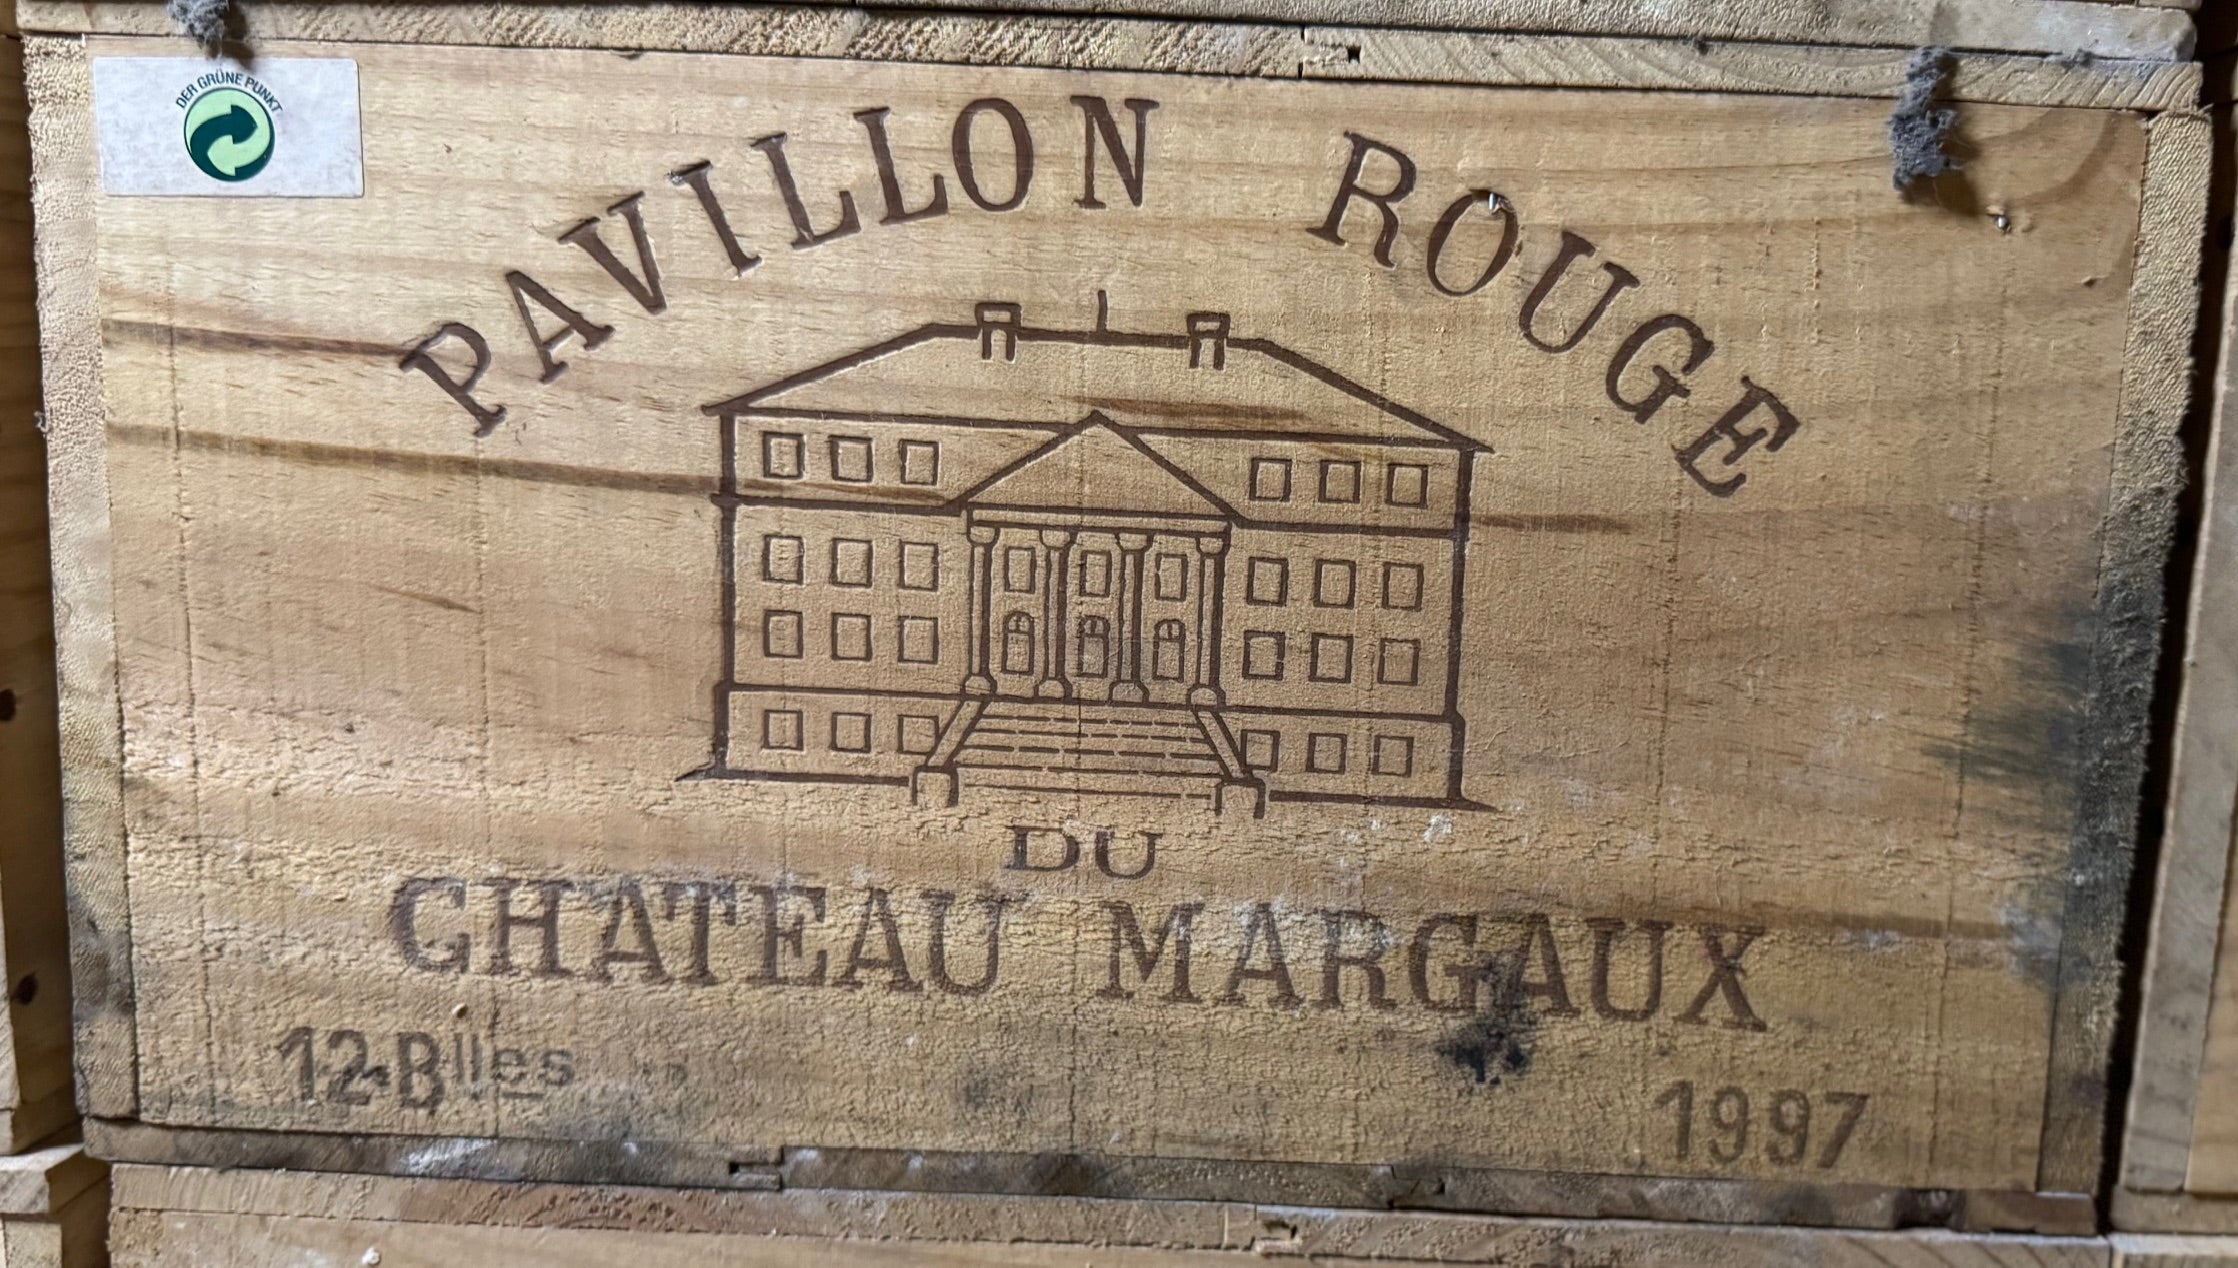 DER GRÜNE PUNKT
PAVILLON ROUGE
DU
CHATEAU MARGAUX
12 Blles
1997